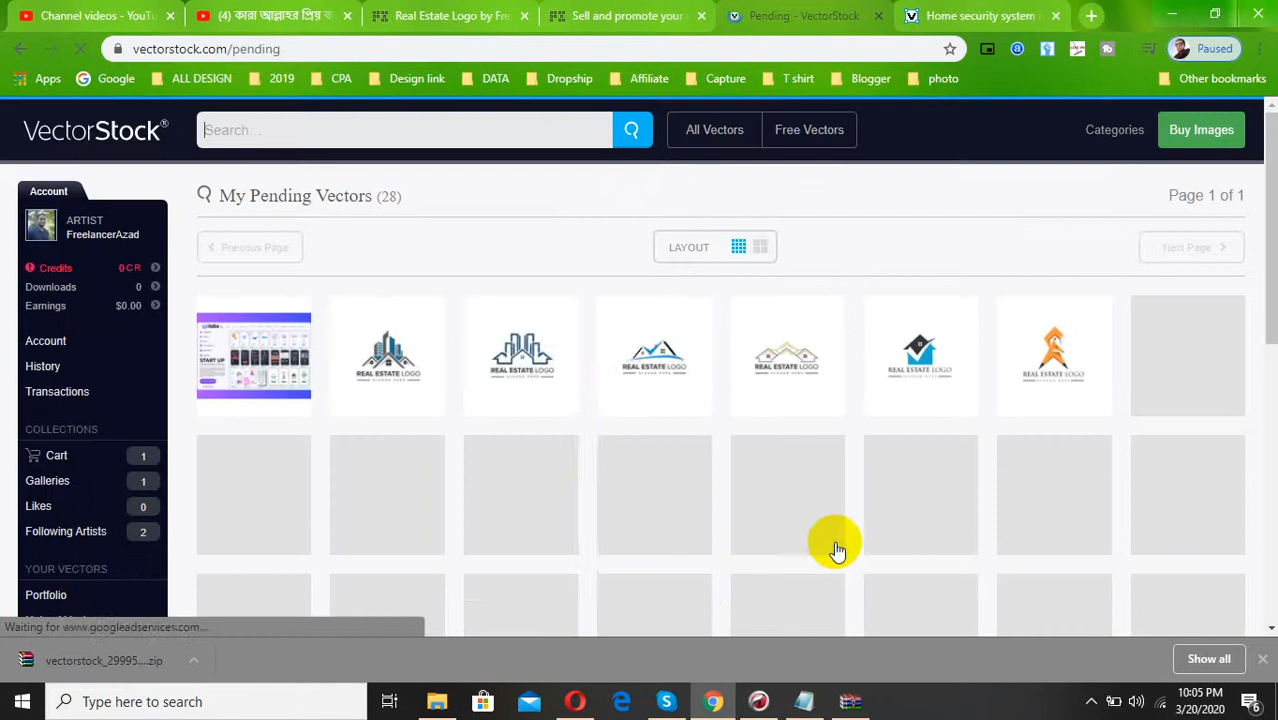 Channel videos - YouTu
(4) কারা আল্লাহর প্রিয় ব
Real Estate Logo by Fre
Sell and promote your
Pending - VectorStock
Home security system
vectorstock.com/pending
Paused
Apps
Google
ALL DESIGN
2019
CPA
Design link
DATA
Dropship
Affiliate
Capture
T shirt
Blogger
photo
Other bookmarks
VectorStock®
Search...
All Vectors
Free Vectors
Categories
Buy Images
Account
My Pending Vectors (28)
Page 1 of 1
ARTIST
FreelancerAzad
Previous Page
LAYOUT
Next Page
Credits 0 CR
Downloads 0
Earnings $0.00
START UP
REAL ESTATE LOGO
REAL ESTATE LOGO
REAL ESTATE LOGO
REAL ESTATE LOGO
REAL ESTATE LOGO
REAL ESTATE LOGO
Account
History
Transactions
COLLECTIONS
Cart 1
Galleries 1
Likes 0
Following Artists 2
YOUR VECTORS
Portfolio
Waiting for www.googleadservices.com...
vectorstock_29995....zip
Show all
Type here to search
10:05 PM
3/20/2020
6